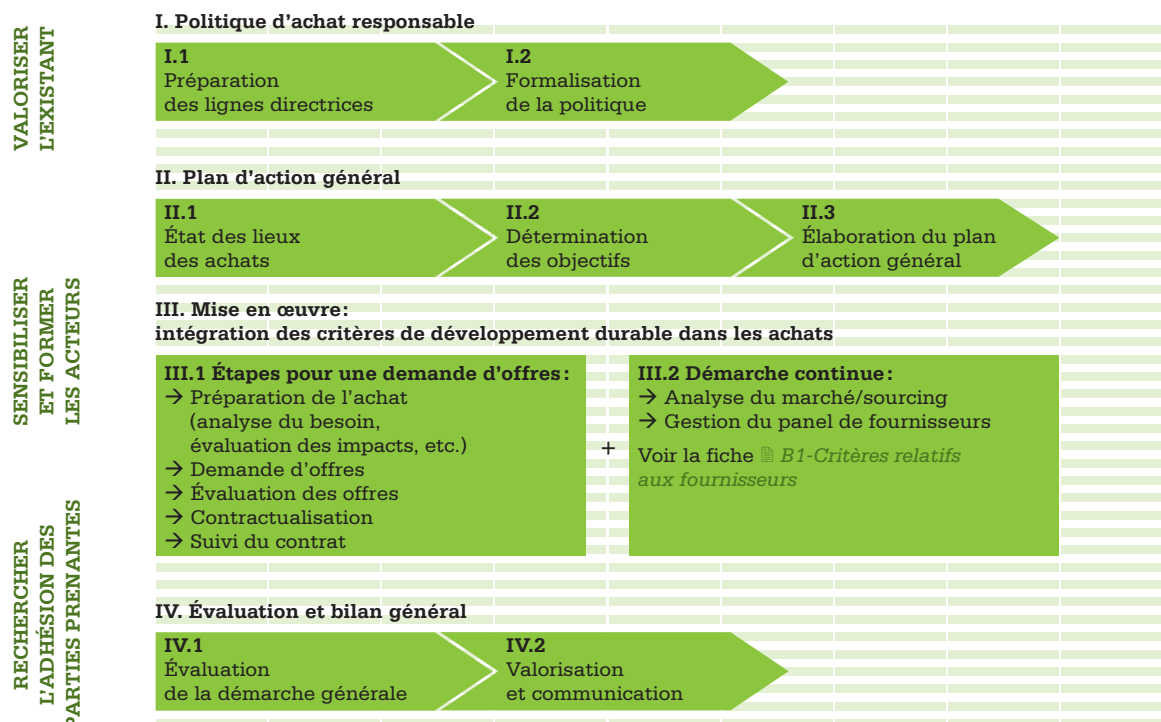 VALORISER
L'EXISTANT
SENSIBILISER
ET FORMER
LES ACTEURS
RECHERCHER
L'ADHÉSION DES
PARTIES PRENANTES
I. Politique d'achat responsable
I.1
Préparation
des lignes directrices
I.2
Formalisation
de la politique
II. Plan d'action général
II.1
État des lieux
des achats
II.2
Détermination
des objectifs
II.3
Élaboration du plan
d'action général
III. Mise en œuvre:
intégration des critères de développement durable dans les achats
III.1 Étapes pour une demande d'offres:
→ Préparation de l'achat
(analyse du besoin,
évaluation des impacts, etc.)
→ Demande d'offres
→ Évaluation des offres
→ Contractualisation
→ Suivi du contrat
+
III.2 Démarche continue:
→ Analyse du marché/sourcing
→ Gestion du panel de fournisseurs
Voir la fiche B1-Critères relatifs
aux fournisseurs
IV. Évaluation et bilan général
IV.1
Évaluation
de la démarche générale
IV.2
Valorisation
et communication